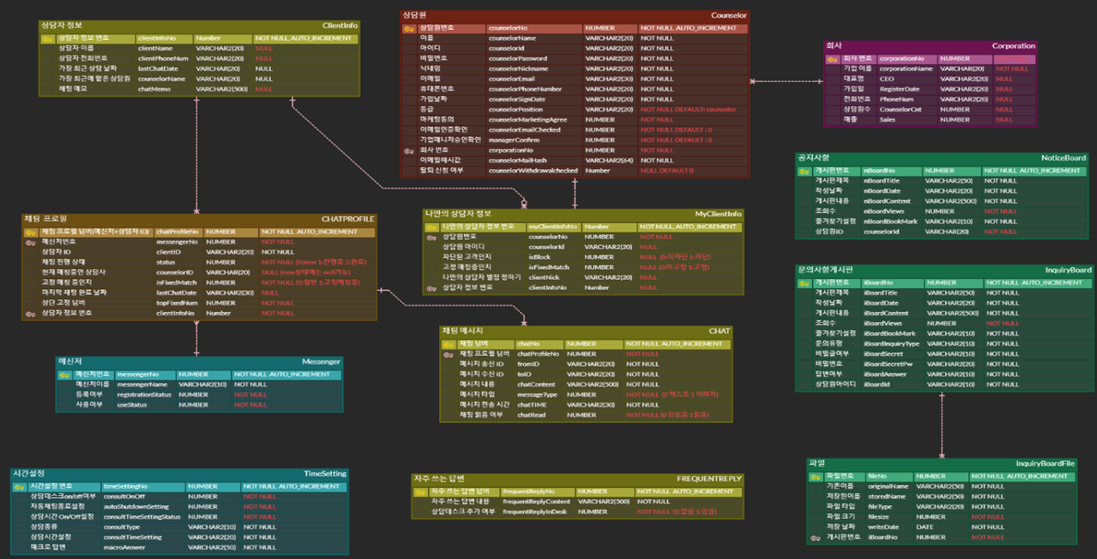 상담자 정보 ClientInfo
상담자 정보 번호 clientInfoNo Number NOT NULL AUTO_INCREMENT
상담자 이름 clientName VARCHAR2(20) NULL
상담자 전화번호 clientPhoneNum VARCHAR2(20) NULL
가장 최근 상담 날짜 lastChatDate VARCHAR2(20) NULL
가장 최근에 맡은 상담원 counselorName VARCHAR2(20) NULL
채팅 메모 chatMemo VARCHAR2(500) NULL
상담원 Counselor
상담원번호 counselorNo NUMBER NOT NULL AUTO_INCREMENT
이름 counselorName VARCHAR2(20) NOT NULL
아이디 counselorId VARCHAR2(20) NOT NULL
비밀번호 counselorPassword VARCHAR2(20) NOT NULL
닉네임 counselorNickname VARCHAR2(20) NOT NULL
이메일 counselorEmail VARCHAR2(30) NOT NULL
휴대폰번호 counselorPhoneNumber VARCHAR2(20) NOT NULL
가입날짜 counselorSignDate VARCHAR2(20) NOT NULL
등급 counselorPosition VARCHAR2(20) NOT NULL DEFAULT: counselor
마케팅동의 counselorMarketingAgree NUMBER NOT NULL
이메일인증확인 counselorEmailChecked NUMBER NOT NULL DEFAULT : 0
기업매니저승인확인 managerConfirm NUMBER NOT NULL DEFAULT : 0
회사 번호 corporationNo NUMBER NOT NULL
이메일해시값 counselorMailHash VARCHAR2(64) NOT NULL
탈퇴 신청 여부 counselorWithdrawalchecked Number NULL DEFAULT 0
회사 Corporation
회사 번호 corporationNo NUMBER
기업 이름 corporationName VARCHAR2(20) NOT NULL
대표명 CEO VARCHAR2(20) NOT NULL
가입일 RegisterDate VARCHAR2(20) NOT NULL
전화번호 PhoneNum VARCHAR2(20) NOT NULL
상담원수 CounselorCnt NUMBER NOT NULL
매출 Sales NUMBER NOT NULL
공지사항 NoticeBoard
게시판번호 nBoardNo NUMBER NOT NULL AUTO_INCREMENT
게시판제목 nBoardTitle VARCHAR2(50) NOT NULL
작성날짜 nBoardDate VARCHAR2(20) NOT NULL
게시판내용 nBoardContent VARCHAR2(500) NOT NULL
조회수 nBoardViews NUMBER NOT NULL
즐겨찾기설정 nBoardBookMark VARCHAR2(10) NOT NULL
상담원ID counselorId VARCHAR2(20) NOT NULL
채팅 프로필 CHATPROFILE
채팅 프로필 넘버(메신저+상담자 ID) chatProfileNo NUMBER NOT NULL AUTO_INCREMENT
메신저번호 messengerNo NUMBER NOT NULL
상담자 ID clientID VARCHAR2(20) NOT NULL
채팅 진행 상태 status NUMBER NOT NULL (0:new 1:진행중 2:완료)
현재 매칭중인 상담사 counselorID VARCHAR2(20) NULL (new상태에는 null가능)
고정 매칭 중인지 isFixedMatch NUMBER NOT NULL (0:일반 1:고정매칭중)
마지막 채팅 완료 날짜 lastChatDate VARCHAR2(30) NOT NULL
상단 고정 넘버 topFixedNum NUMBER NOT NULL
상담자 정보 번호 clientInfoNo Number NOT NULL
나만의 상담자 정보 MyClientInfo
나만의 상담자 정보 번호 myClientInfoNo Number NOT NULL AUTO_INCREMENT
상담원번호 counselorNo NUMBER NOT NULL
상담원 아이디 counselorId VARCHAR2(20) NOT NULL
차단된 고객인지 isBlock NUMBER NOT NULL (0:미차단 1:차단)
고정 매칭중인지 isFixedMatch NUMBER NOT NULL (0:미고정 1:고정)
나만의 상담자 별명 정하기 clientNick VARCHAR2(20) NULL
상담자 정보 번호 clientInfoNo Number NOT NULL
문의사항게시판 InquiryBoard
게시판번호 iBoardNo NUMBER NOT NULL AUTO_INCREMENT
게시판제목 iBoardTitle VARCHAR2(50) NOT NULL
작성날짜 iBoardDate VARCHAR2(20) NOT NULL
게시판내용 iBoardContent VARCHAR2(500) NOT NULL
조회수 iBoardViews NUMBER NOT NULL
즐겨찾기설정 iBoardBookMark VARCHAR2(10) NOT NULL
문의유형 iBoardInquiryType VARCHAR2(10) NOT NULL
비밀글여부 iBoardSecret VARCHAR2(10) NOT NULL
비밀번호 iBoardSecretPw VARCHAR2(20) NOT NULL
답변여부 iBoardAnswer VARCHAR2(10) NOT NULL
상담원아이디 iBoardId VARCHAR2(20) NOT NULL
채팅 메시지 CHAT
채팅 넘버 chatNo NUMBER NOT NULL AUTO_INCREMENT
채팅 프로필 넘버 chatProfileNo NUMBER NOT NULL
메시지 송신 ID fromID VARCHAR2(20) NOT NULL
메시지 수신 ID toID VARCHAR2(20) NOT NULL
메시지 내용 chatContent VARCHAR2(500) NOT NULL
메시지 타입 messageType NUMBER NOT NULL (0 텍스트 1 이미지)
메시지 전송 시간 chatTIME VARCHAR2(30) NOT NULL
채팅 읽음 여부 chatRead NUMBER NOT NULL (0:안읽음 1:읽음)
메신저 Messenger
메신저번호 messengerNo NUMBER NOT NULL AUTO_INCREMENT
메신저이름 messengerName VARCHAR2(10) NOT NULL
등록여부 registrationStatus NUMBER NOT NULL
사용여부 useStatus NUMBER NOT NULL
시간설정 TimeSetting
시간설정 번호 timeSettingNo NUMBER NOT NULL AUTO_INCREMENT
상담데스크on/off여부 consultOnOff NUMBER NOT NULL
자동채팅종료설정 autoShutdownSetting NUMBER NOT NULL
상담시간 On/Off설정 consultTimeSettingStatus NUMBER NOT NULL
상담종류 consultType VARCHAR2(10) NOT NULL
상담시간설정 consultTimeSetting VARCHAR2(20) NOT NULL
매크로 답변 macroAnswer VARCHAR2(50) NOT NULL
자주 쓰는 답변 FREQUENTREPLY
자주 쓰는 답변 넘버 frequentReplyNo NUMBER NOT NULL AUTO_INCREMENT
자주 쓰는 답변 내용 frequentReplyContent VARCHAR2(500) NOT NULL
상담데스크 추가 여부 frequentReplyInDesk NUMBER NOT NULL (0:없음 1:있음)
파일 InquiryBoardFile
파일번호 fileNo NUMBER NOT NULL AUTO_INCREMENT
기존이름 originalName VARCHAR2(50) NOT NULL
저장된이름 storedName VARCHAR2(50) NOT NULL
파일 타입 fileType VARCHAR2(20) NOT NULL
파일 크기 filesize NUMBER NOT NULL
저장 날짜 writeDate DATE NOT NULL
게시판번호 iBoardNo NUMBER NOT NULL